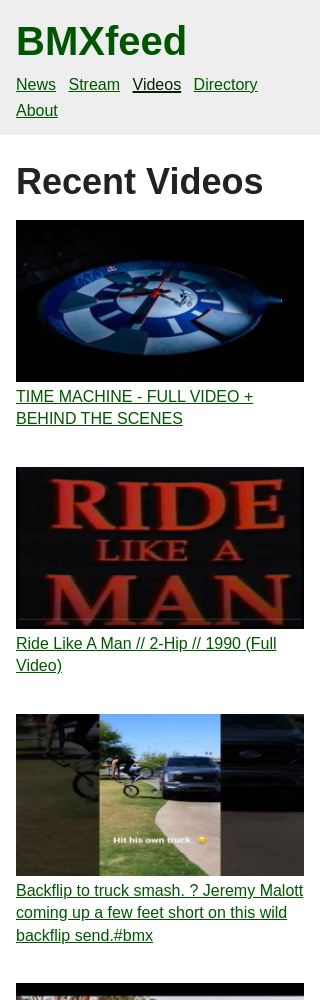 BMXfeed
News Stream Videos Directory
About
Recent Videos
TIME MACHINE - FULL VIDEO +
BEHIND THE SCENES
RIDE
LIKE A
MAN
Ride Like A Man // 2-Hip // 1990 (Full
Video)
Hit his own truck. 😥
Backflip to truck smash. ? Jeremy Malott
coming up a few feet short on this wild
backflip send.#bmx